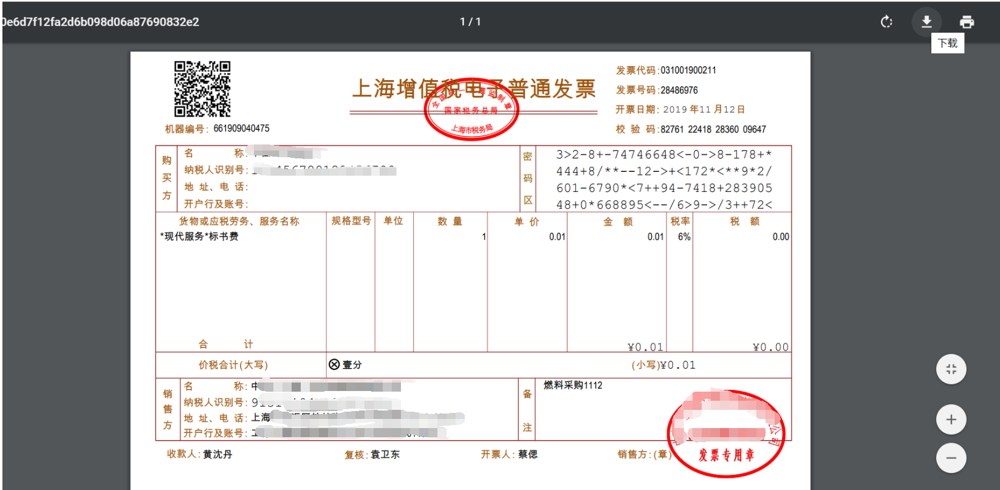 0e6d7f12fa2d6b098d06a87690832e2
1 / 1
下载
上海增值税电子普通发票
全国统一发票监制章
国家税务总局
上海市税务局
发票代码:031001900211
发票号码:28486976
开票日期: 2019 年11 月12日
校 验 码:82761 22418 28360 09647
机器编号: 661909040475
购买方
名 称:
纳税人识别号:
地 址、电 话:
开户行及账号:
密码区
3>2-8+-74746648<-0->8-178+*
444+8/**--12->+<172*<**9*2/
601-6790*<7++94-7418+283905
48+0*668895<--/6>9->/3++72<
货物或应税劳务、服务名称 规格型号 单位 数 量 单 价 金 额 税率 税 额
*现代服务*标书费 1 0.01 0.01 6% 0.00
合 计 ¥0.01 ¥0.00
价税合计(大写) ⊗壹分 (小写)¥0.01
销售方
名 称: 中
纳税人识别号:
地 址、电 话: 上海
开户行及账号:
备注
燃料采购1112
公司
发票专用章
收款人: 黄沈丹 复核: 袁卫东 开票人: 蔡偲 销售方:(章)